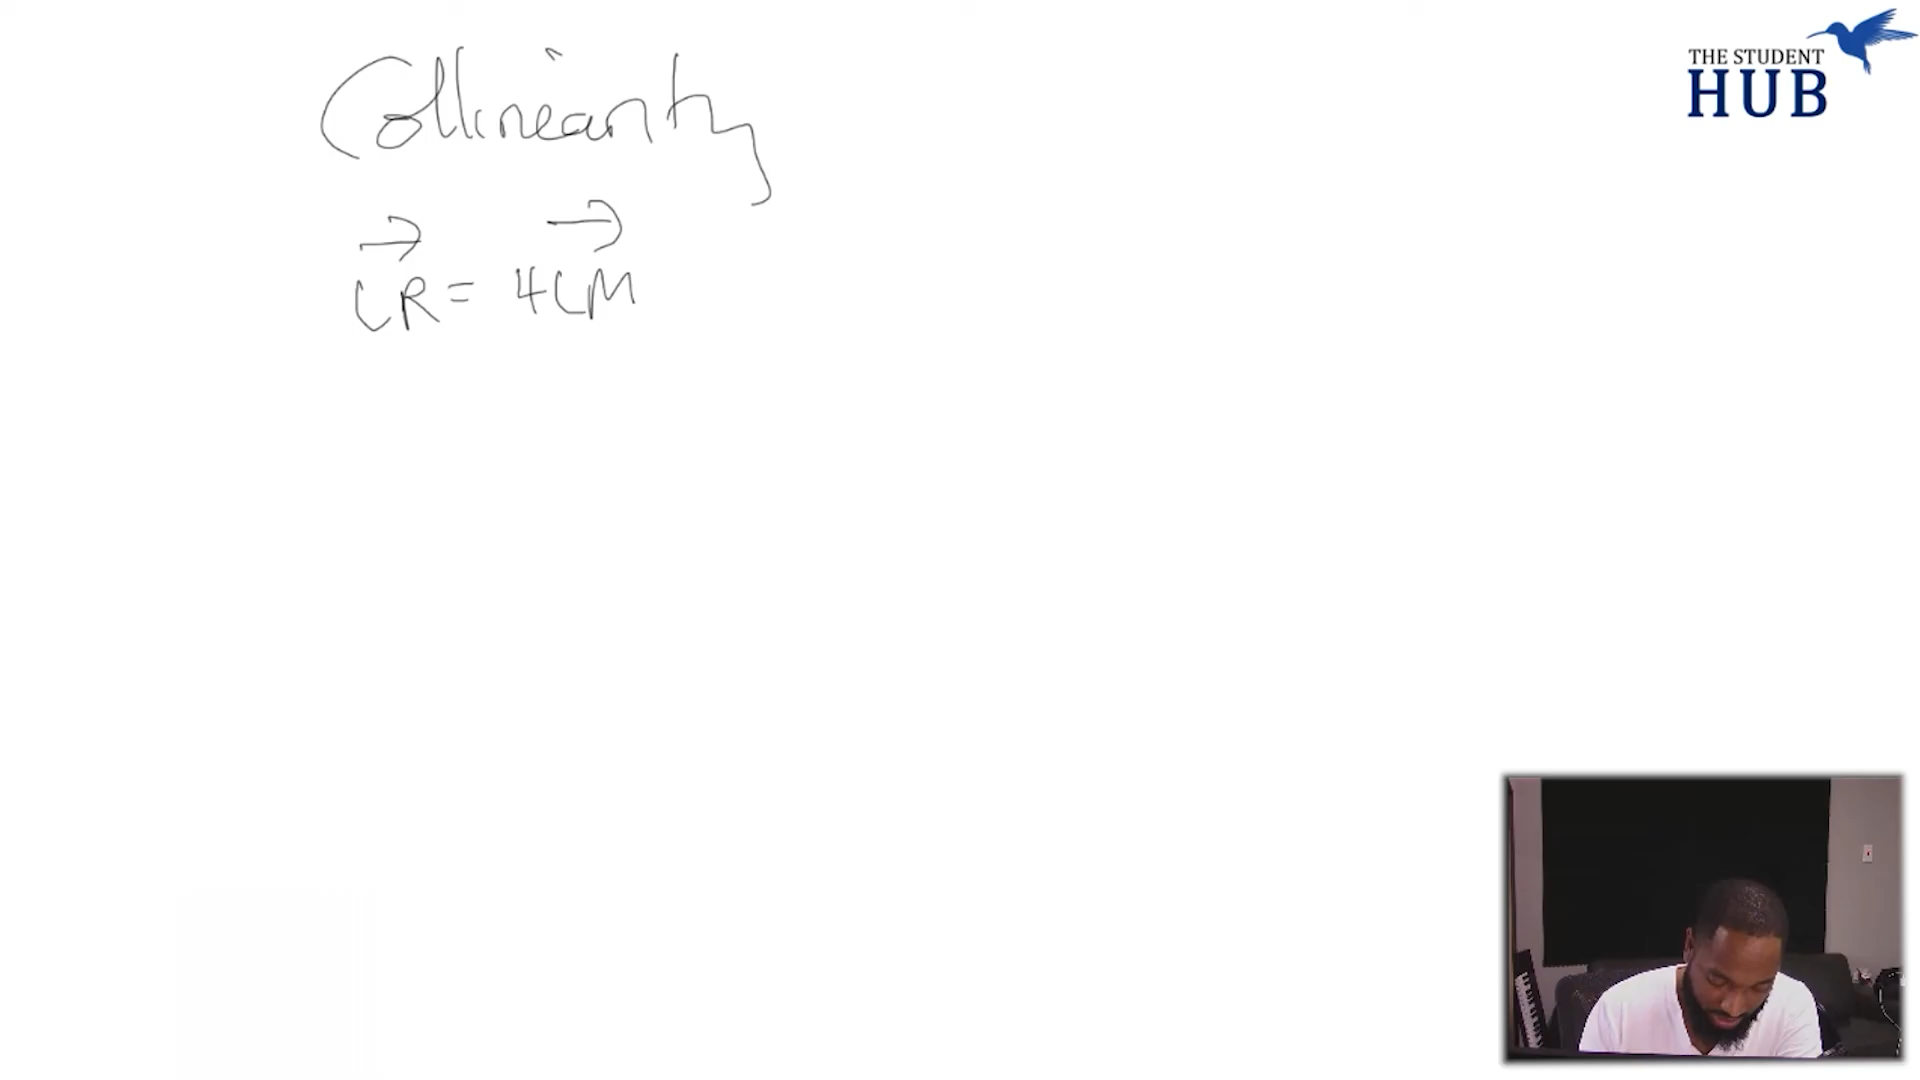 Collinearity
LR = 4LM
THE STUDENT
HUB